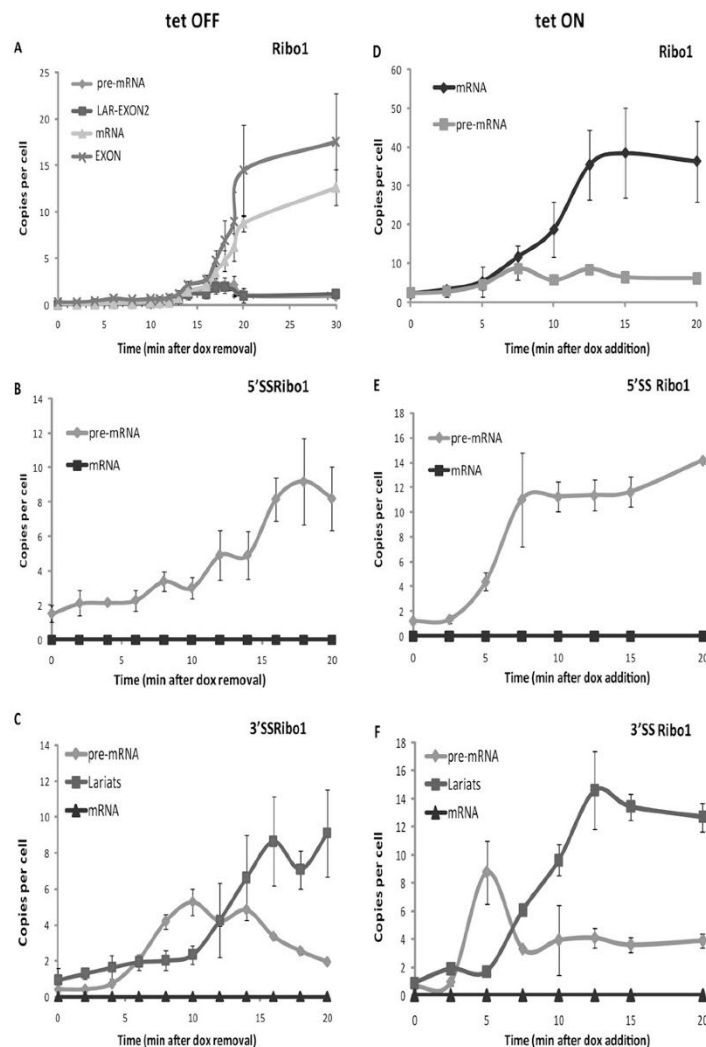 tet OFF
tet ON
A
Ribo1
pre-mRNA
LAR-EXON2
mRNA
EXON
Copies per cell
25
20
15
10
5
0
0 5 10 15 20 25 30
Time (min after dox removal)
D
Ribo1
mRNA
pre-mRNA
Copies per cell
60
50
40
30
20
10
0
0 5 10 15 20
Time (min after dox addition)
B
5'SSRibo1
pre-mRNA
mRNA
Copies per cell
14
12
10
8
6
4
2
0
0 5 10 15 20
Time (min after dox removal)
E
5'SS Ribo1
pre-mRNA
mRNA
Copies per cell
18
16
14
12
10
8
6
4
2
0
0 5 10 15 20
Time (min after dox addition)
C
3'SSRibo1
pre-mRNA
Lariats
mRNA
Copies per cell
14
12
10
8
6
4
2
0
0 5 10 15 20
Time (min after dox removal)
F
3'SS Ribo1
pre-mRNA
Lariats
mRNA
Copies per cell
18
16
14
12
10
8
6
4
2
0
0 5 10 15 20
Time (min after dox addition)